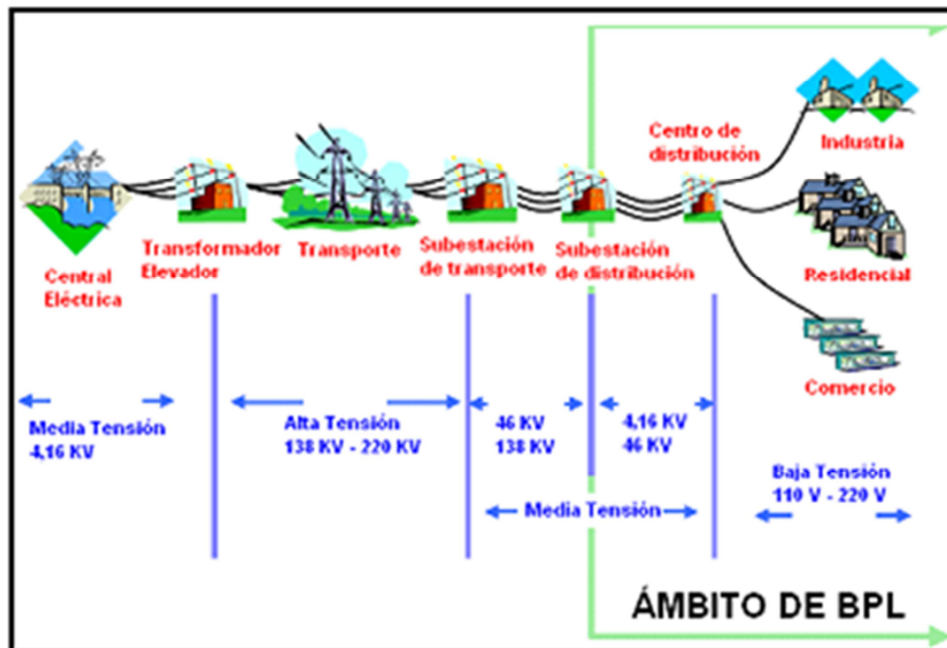 Central
Eléctrica
Transformador
Elevador
Transporte
Subestación
de transporte
Subestación
de distribución
Centro de
distribución
Industria
Residencial
Comercio
Media Tensión
4,16 KV
Alta Tensión
138 KV - 220 KV
46 KV
138 KV
4,16 KV
46 KV
Media Tensión
Baja Tensión
110 V - 220 V
ÁMBITO DE BPL